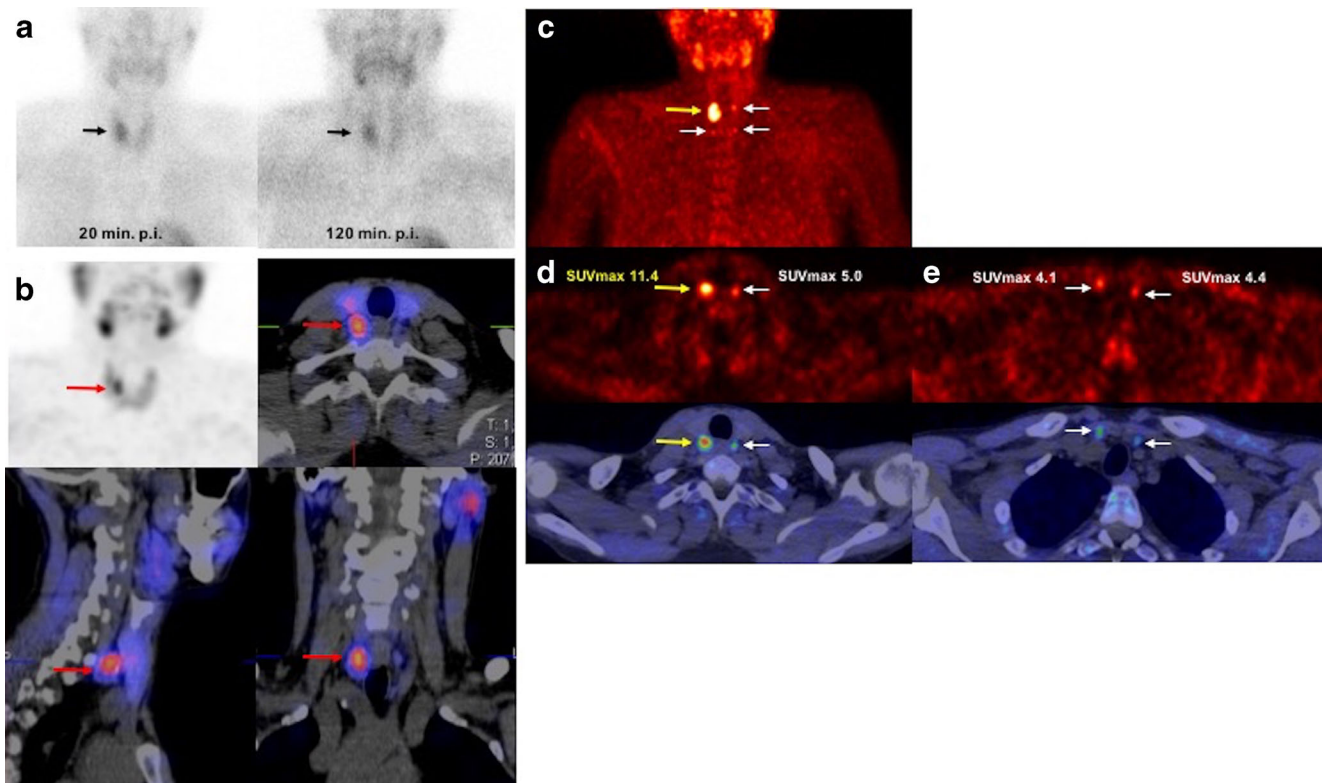 a
20 min. p.i.
120 min. p.i.
b
T: 1,
S: 1,
P: 207
c
d
SUVmax 11.4
SUVmax 5.0
e
SUVmax 4.1
SUVmax 4.4